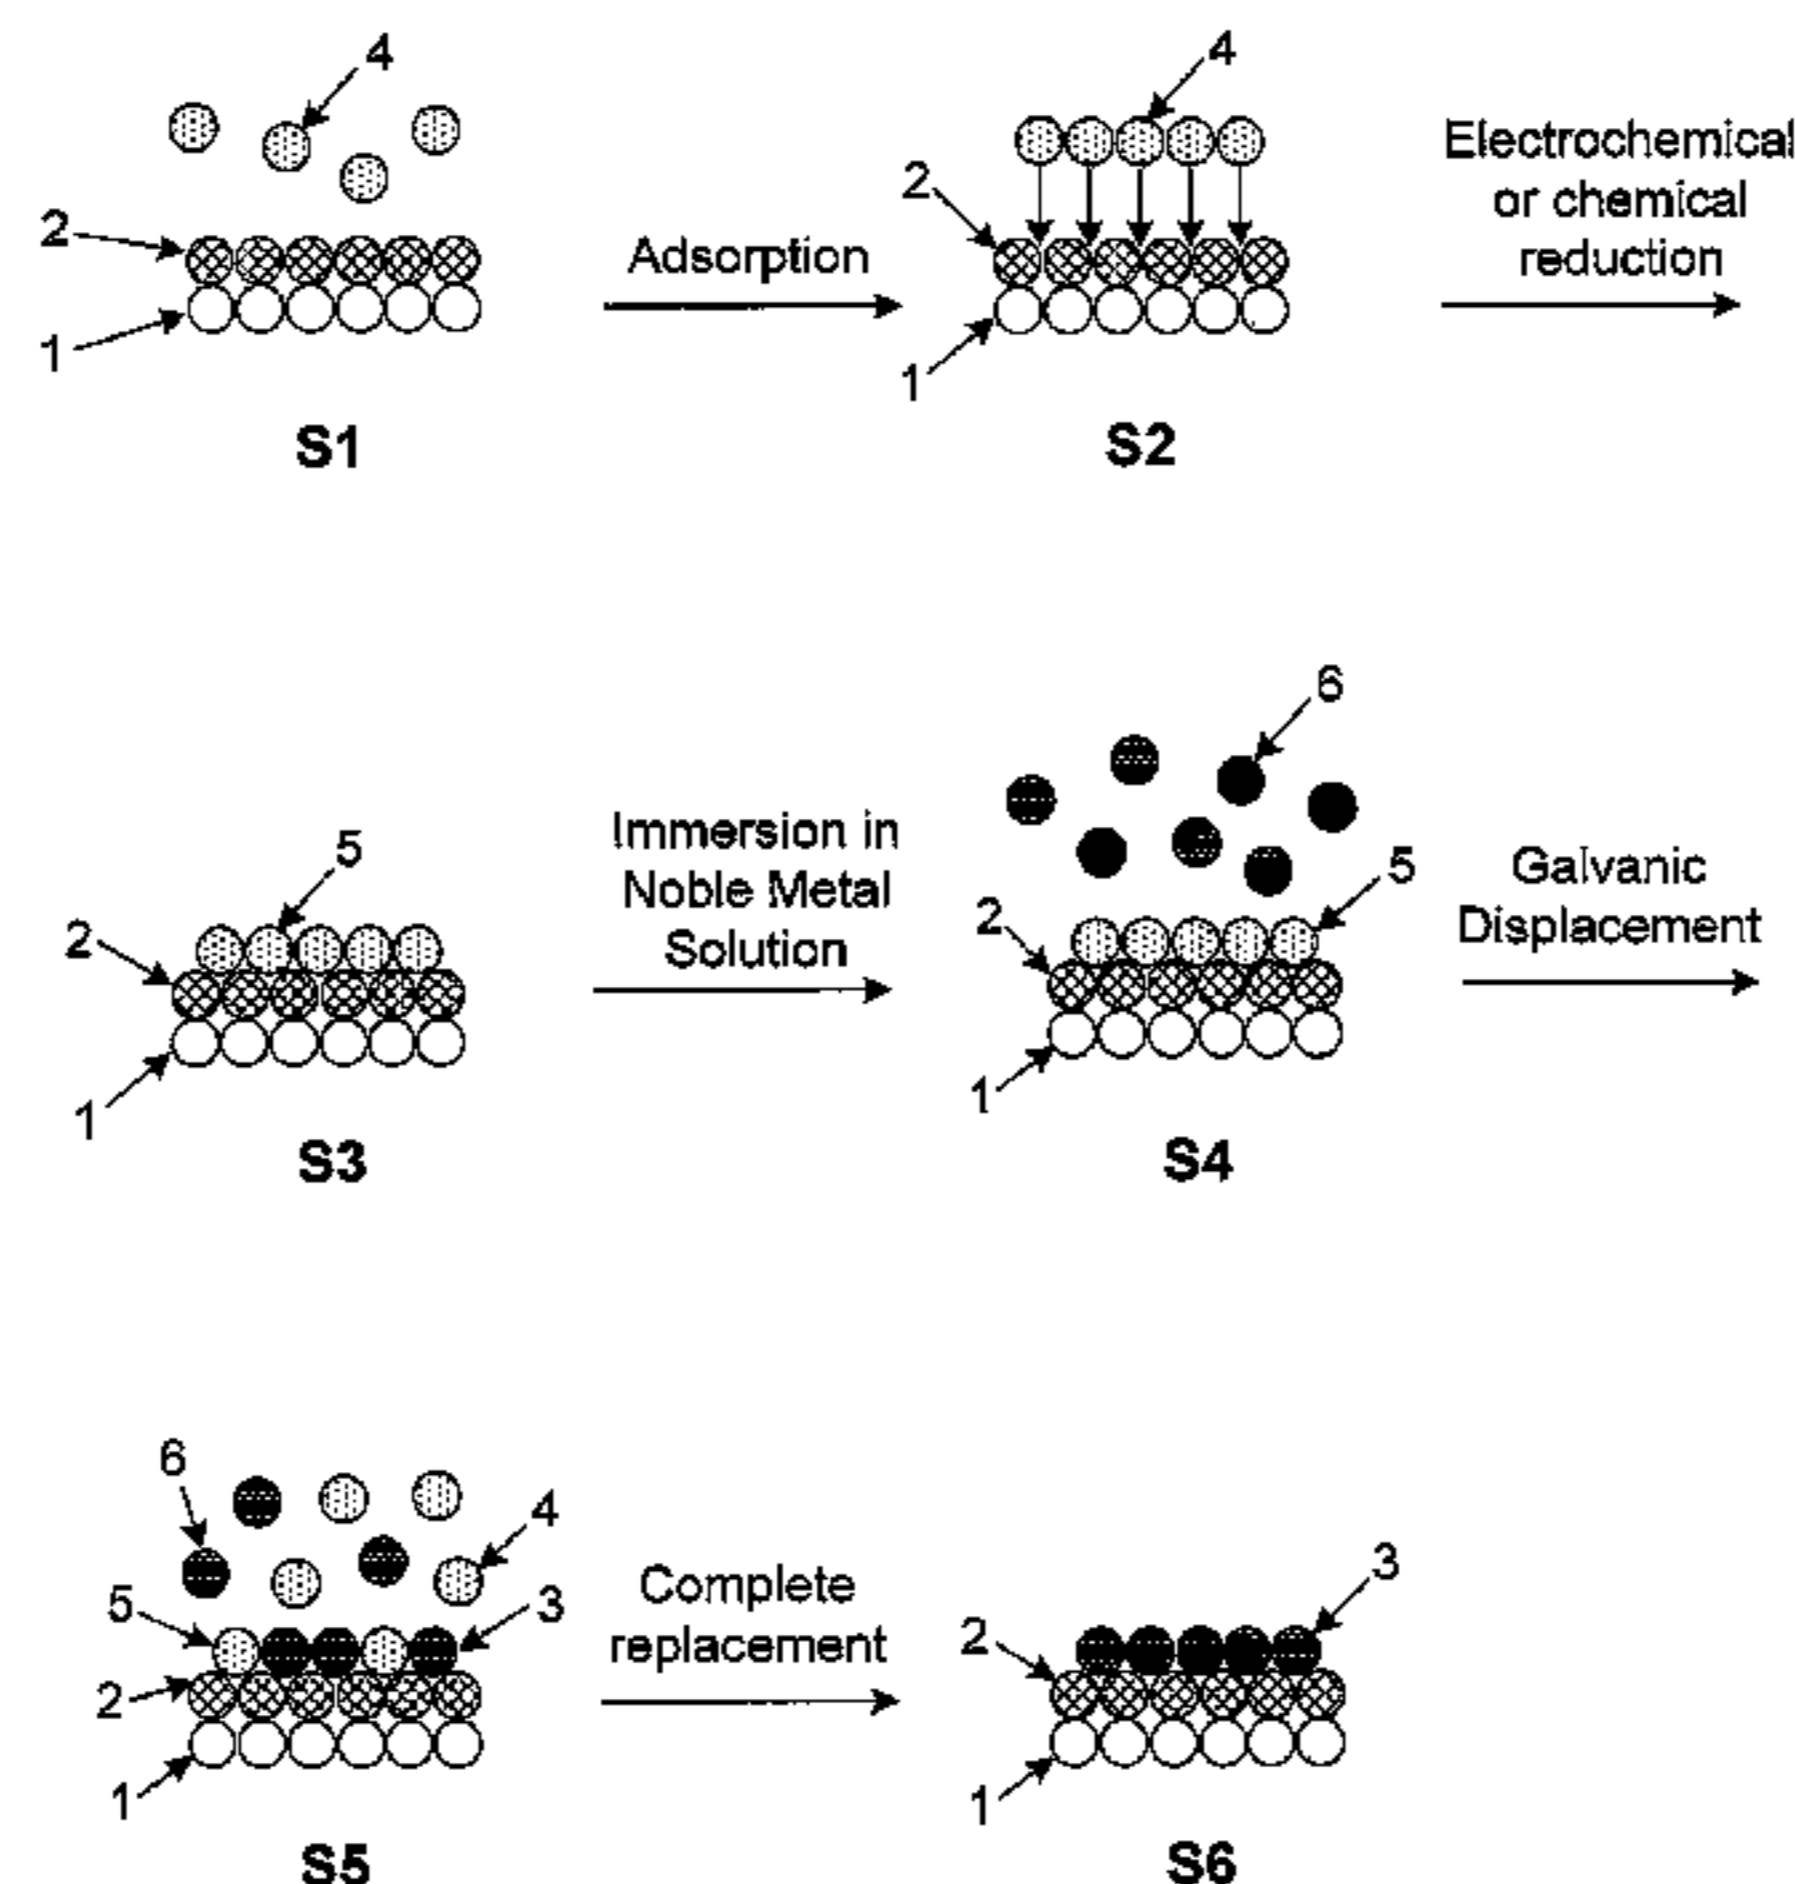 4
2
1
S1
Adsorption
4
2
1
S2
Electrochemical
or chemical
reduction
5
2
1
S3
Immersion in
Noble Metal
Solution
6
5
2
1
S4
Galvanic
Displacement
6
4
5
3
2
1
S5
Complete
replacement
3
2
1
S6